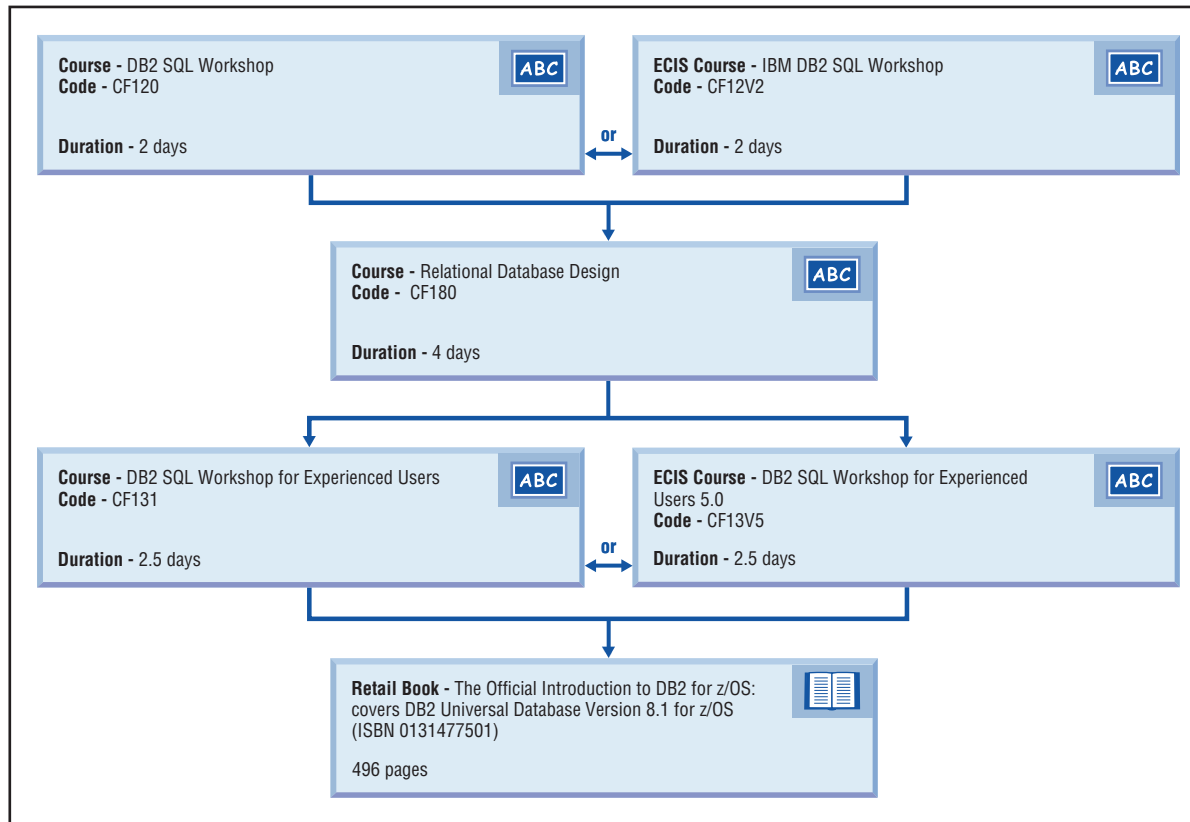 Course - DB2 SQL Workshop
Code - CF120
Duration - 2 days
ABC
or
ECIS Course - IBM DB2 SQL Workshop
Code - CF12V2
Duration - 2 days
ABC
Course - Relational Database Design
Code - CF180
Duration - 4 days
ABC
Course - DB2 SQL Workshop for Experienced Users
Code - CF131
Duration - 2.5 days
ABC
or
ECIS Course - DB2 SQL Workshop for Experienced
Users 5.0
Code - CF13V5
Duration - 2.5 days
ABC
Retail Book - The Official Introduction to DB2 for z/OS:
covers DB2 Universal Database Version 8.1 for z/OS
(ISBN 0131477501)
496 pages